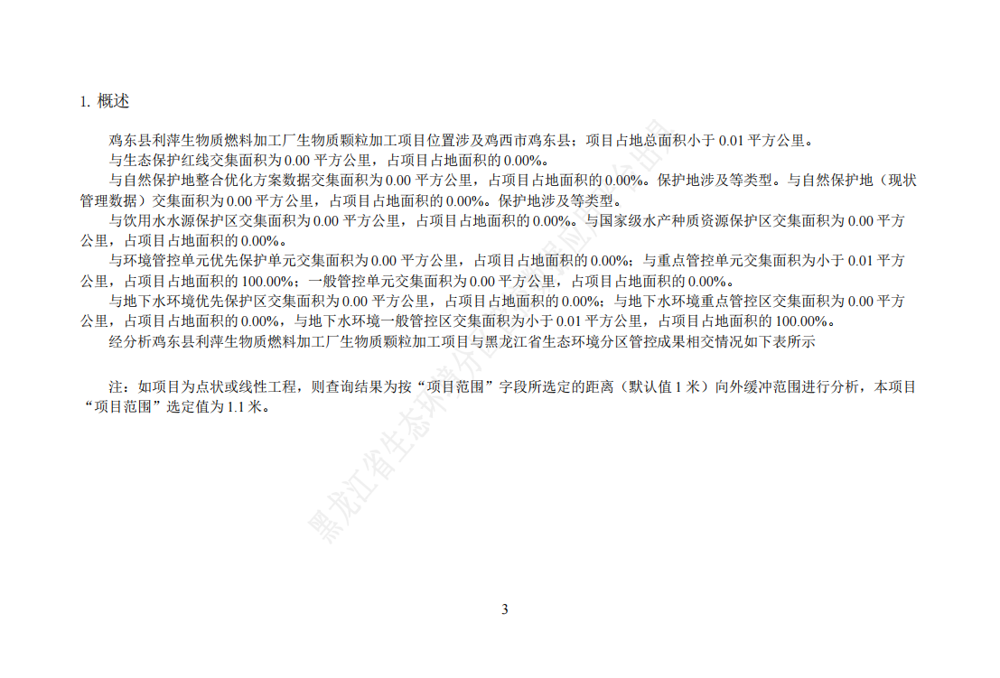 1. 概述
鸡东县利萍生物质燃料加工厂生物质颗粒加工项目位置涉及鸡西市鸡东县；项目占地总面积小于 0.01 平方公里。
与生态保护红线交集面积为 0.00 平方公里，占项目占地面积的 0.00%。
与自然保护地整合优化方案数据交集面积为 0.00 平方公里，占项目占地面积的 0.00%。保护地涉及等类型。与自然保护地（现状
管理数据）交集面积为 0.00 平方公里，占项目占地面积的 0.00%。保护地涉及等类型。
与饮用水水源保护区交集面积为 0.00 平方公里，占项目占地面积的 0.00%。与国家级水产种质资源保护区交集面积为 0.00 平方
公里，占项目占地面积的 0.00%。
与环境管控单元优先保护单元交集面积为 0.00 平方公里，占项目占地面积的 0.00%；与重点管控单元交集面积为小于 0.01 平方
公里，占项目占地面积的 100.00%；一般管控单元交集面积为 0.00 平方公里，占项目占地面积的 0.00%。
与地下水环境优先保护区交集面积为 0.00 平方公里，占项目占地面积的 0.00%；与地下水环境重点管控区交集面积为 0.00 平方
公里，占项目占地面积的 0.00%，与地下水环境一般管控区交集面积为小于 0.01 平方公里，占项目占地面积的 100.00%。
经分析鸡东县利萍生物质燃料加工厂生物质颗粒加工项目与黑龙江省生态环境分区管控成果相交情况如下表所示
注：如项目为点状或线性工程，则查询结果为按“项目范围”字段所选定的距离（默认值 1 米）向外缓冲范围进行分析，本项目
“项目范围”选定值为 1.1 米。
黑龙江省生态环境分
3